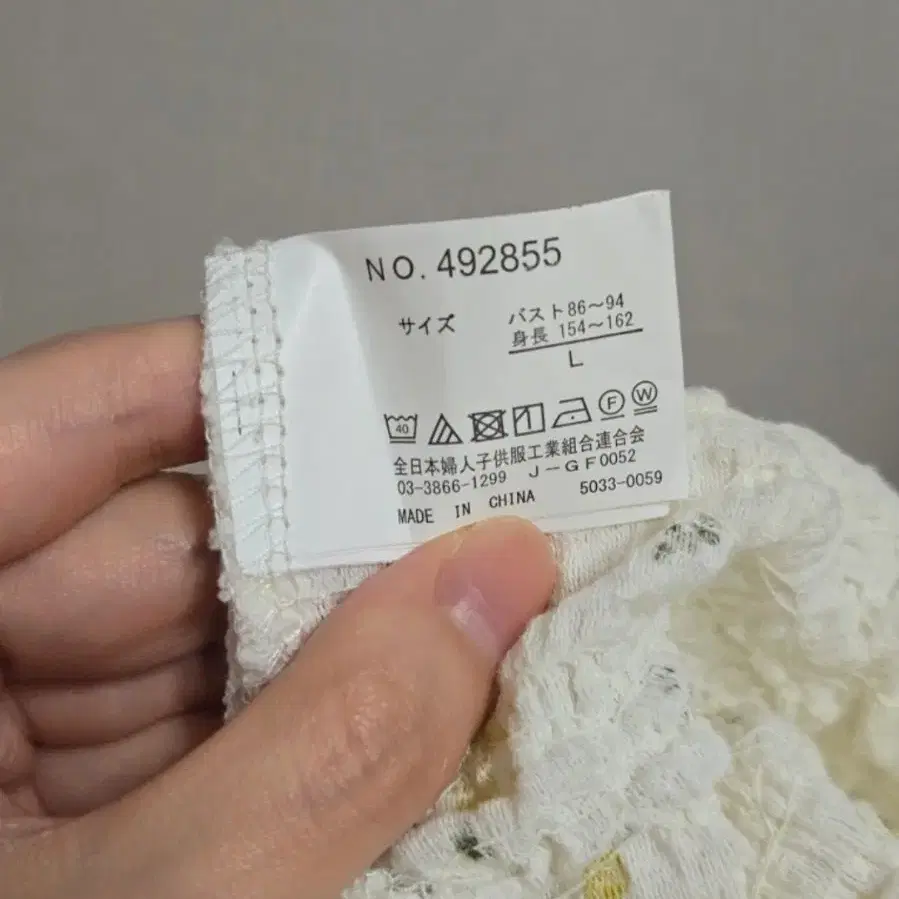 NO. 492855
サイズ
バスト86～94
身長 154～162
L
40 F W
全日本婦人子供服工業組合連合会
03-3866-1299 J-GF0052
MADE IN CHINA 5033-0059